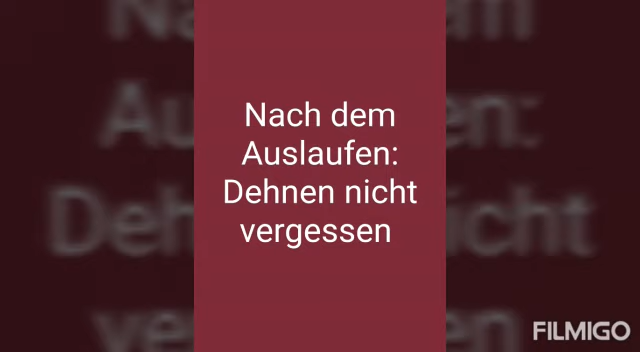 Nach dem
Auslaufen:
Dehnen nicht
vergessen
FILMIGO